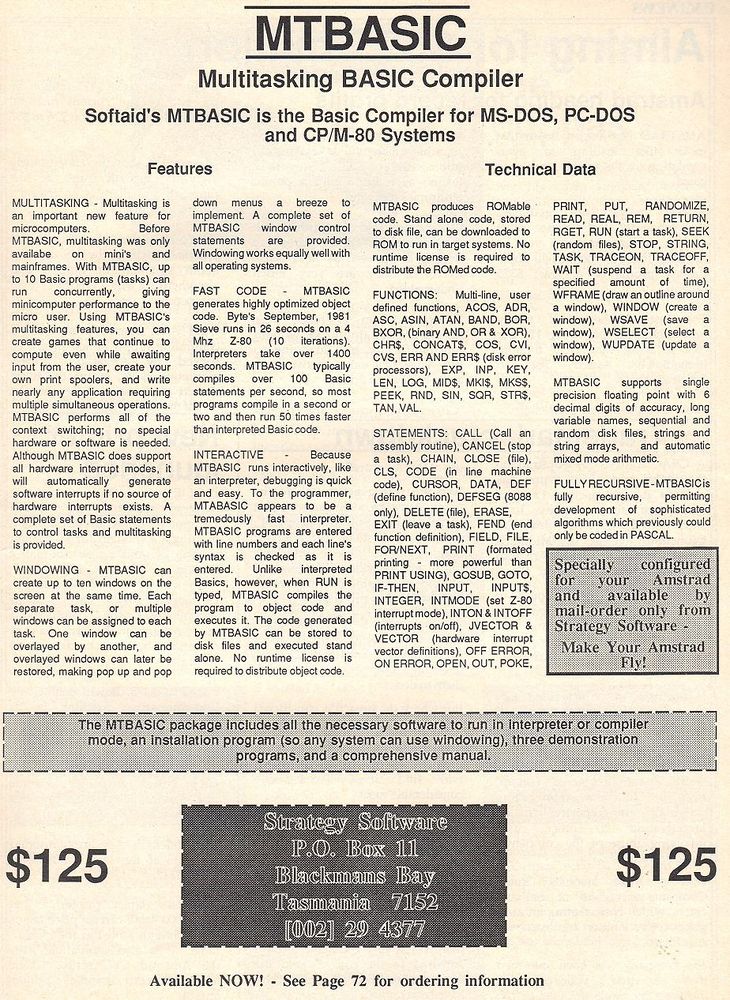 MTBASIC
Multitasking BASIC Compiler
Softaid's MTBASIC is the Basic Compiler for MS-DOS, PC-DOS
and CP/M-80 Systems
Features
MULTITASKING - Multitasking is
an important new feature for
microcomputers. Before
MTBASIC, multitasking was only
availabe on mini's and
mainframes. With MTBASIC, up
to 10 Basic programs (tasks) can
run concurrently, giving
minicomputer performance to the
micro user. Using MTBASIC's
multitasking features, you can
create games that continue to
compute even while awaiting
input from the user, create your
own print spoolers, and write
nearly any application requiring
multiple simultaneous operations.
MTBASIC performs all of the
context switching; no special
hardware or software is needed.
Although MTBASIC does support
all hardware interrupt modes, it
will automatically generate
software interrupts if no source of
hardware interrupts exists. A
complete set of Basic statements
to control tasks and multitasking
is provided.
WINDOWING - MTBASIC can
create up to ten windows on the
screen at the same time. Each
separate task, or multiple
windows can be assigned to each
task. One window can be
overlayed by another, and
overlayed windows can later be
restored, making pop up and pop
down menus a breeze to
implement. A complete set of
MTBASIC window control
statements are provided.
Windowing works equally well with
all operating systems.
FAST CODE - MTBASIC
generates highly optimized object
code. Byte's September, 1981
Sieve runs in 26 seconds on a 4
Mhz Z-80 (10 iterations).
Interpreters take over 1400
seconds. MTBASIC typically
compiles over 100 Basic
statements per second, so most
programs compile in a second or
two and then run 50 times faster
than interpreted Basic code.
INTERACTIVE - Because
MTBASIC runs interactively, like
an interpreter, debugging is quick
and easy. To the programmer,
MTABASIC appears to be a
tremedously fast interpreter.
MTBASIC programs are entered
with line numbers and each line's
syntax is checked as it is
entered. Unlike interpreted
Basics, however, when RUN is
typed, MTBASIC compiles the
program to object code and
executes it. The code generated
by MTBASIC can be stored to
disk files and executed stand
alone. No runtime license is
required to distribute object code.
Technical Data
MTBASIC produces ROMable
code. Stand alone code, stored
to disk file, can be downloaded to
ROM to run in target systems. No
runtime license is required to
distribute the ROMed code.
FUNCTIONS: Multi-line, user
defined functions, ACOS, ADR,
ASC, ASIN, ATAN, BAND, BOR,
BXOR, (binary AND, OR & XOR),
CHR$, CONCAT$, COS, CVI,
CVS, ERR AND ERR$ (disk error
processors), EXP, INP, KEY,
LEN, LOG, MID$, MKI$, MKS$,
PEEK, RND, SIN, SQR, STR$,
TAN, VAL.
STATEMENTS: CALL (Call an
assembly routine), CANCEL (stop
a task), CHAIN, CLOSE (file),
CLS, CODE (in line machine
code), CURSOR, DATA, DEF
(define function), DEFSEG (8088
only), DELETE (file), ERASE,
EXIT (leave a task), FEND (end
function definition), FIELD, FILE,
FOR/NEXT, PRINT (formated
printing - more powerful than
PRINT USING), GOSUB, GOTO,
IF-THEN, INPUT, INPUT$,
INTEGER, INTMODE (set Z-80
interrupt mode), INTON & INTOFF
(interrupts on/off), JVECTOR &
VECTOR (hardware interrupt
vector definitions), OFF ERROR,
ON ERROR, OPEN, OUT, POKE,
PRINT, PUT, RANDOMIZE,
READ, REAL, REM, RETURN,
RGET, RUN (start a task), SEEK
(random files), STOP, STRING,
TASK, TRACEON, TRACEOFF,
WAIT (suspend a task for a
specified amount of time),
WFRAME (draw an outline around
a window), WINDOW (create a
window), WSAVE (save a
window), WSELECT (select a
window), WUPDATE (update a
window).
MTBASIC supports single
precision floating point with 6
decimal digits of accuracy, long
variable names, sequential and
random disk files, strings and
string arrays, and automatic
mixed mode arithmetic.
FULLY RECURSIVE - MTBASIC is
fully recursive, permitting
development of sophisticated
algorithms which previously could
only be coded in PASCAL.
Specially configured
for your Amstrad
and available by
mail-order only from
Strategy Software -
Make Your Amstrad
Fly!
The MTBASIC package includes all the necessary software to run in interpreter or compiler
mode, an installation program (so any system can use windowing), three demonstration
programs, and a comprehensive manual.
$125
Strategy Software
P.O. Box 11
Blackmans Bay
Tasmania 7152
[002] 29 4377
$125
Available NOW! - See Page 72 for ordering information